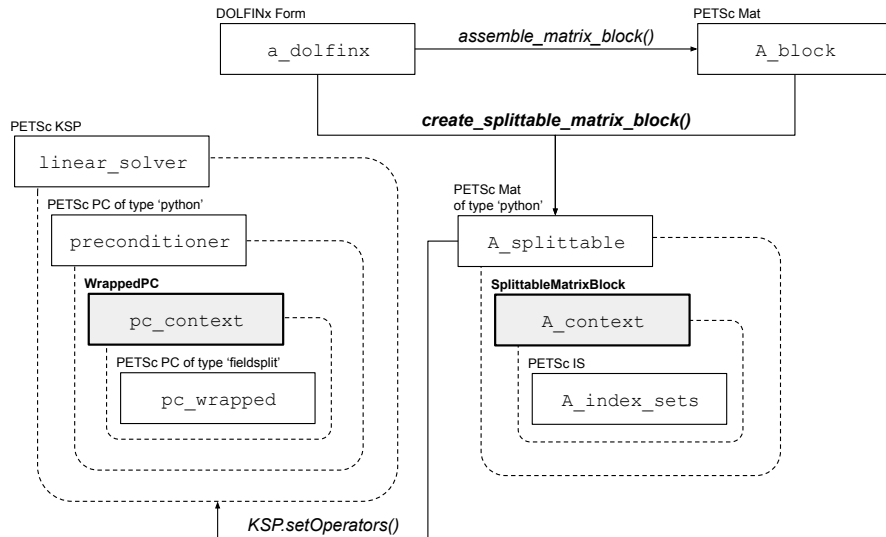 DOLFINx Form
PETSc Mat
a_dolfinx
assemble_matrix_block()
A_block
create_splittable_matrix_block()
PETSc KSP
linear_solver
PETSc Mat
of type 'python'
PETSc PC of type 'python'
preconditioner
A_splittable
WrappedPC
SplittableMatrixBlock
pc_context
A_context
PETSc PC of type 'fieldsplit'
PETSc IS
pc_wrapped
A_index_sets
KSP.setOperators()